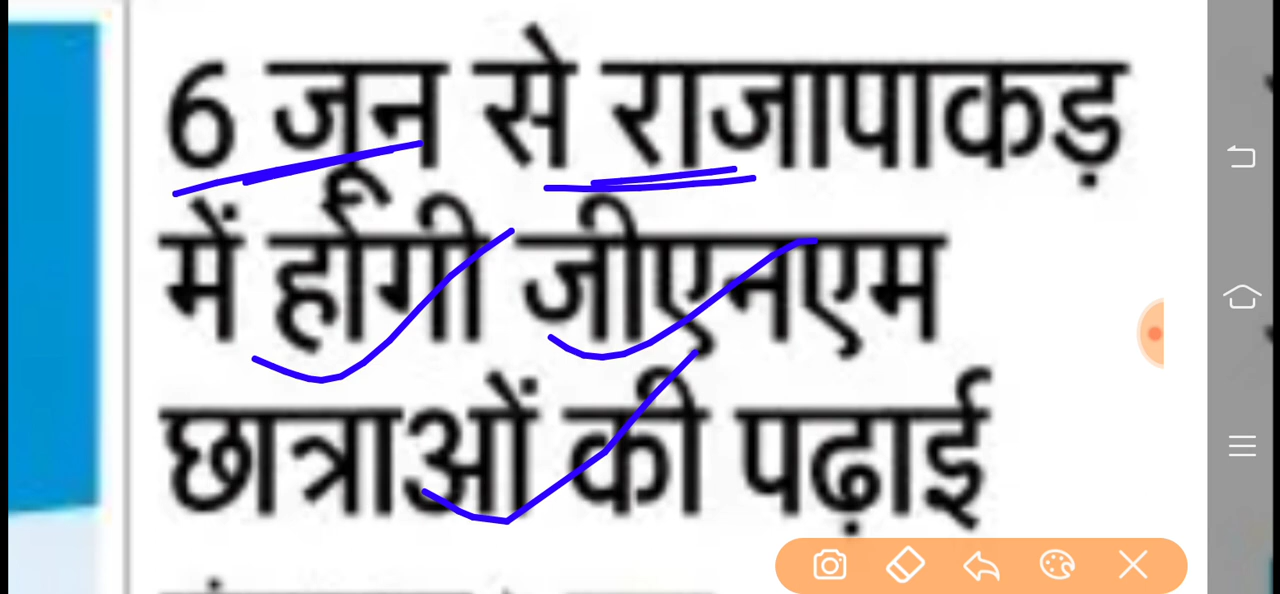 6 जून से राजापाकड़
में होगी जीएनएम
छात्राओं की पढ़ाई